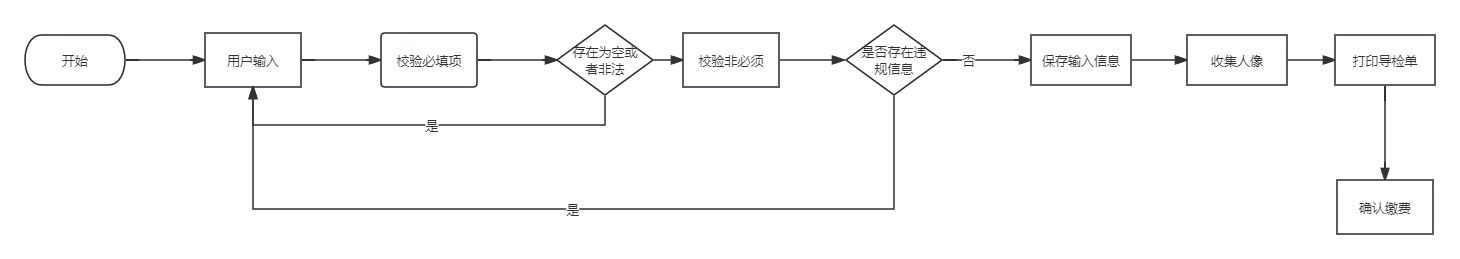 开始
用户输入
校验必填项
存在为空或
者非法
校验非必须
是否存在违
规信息
否
保存输入信息
收集人像
打印导检单
是
是
确认缴费